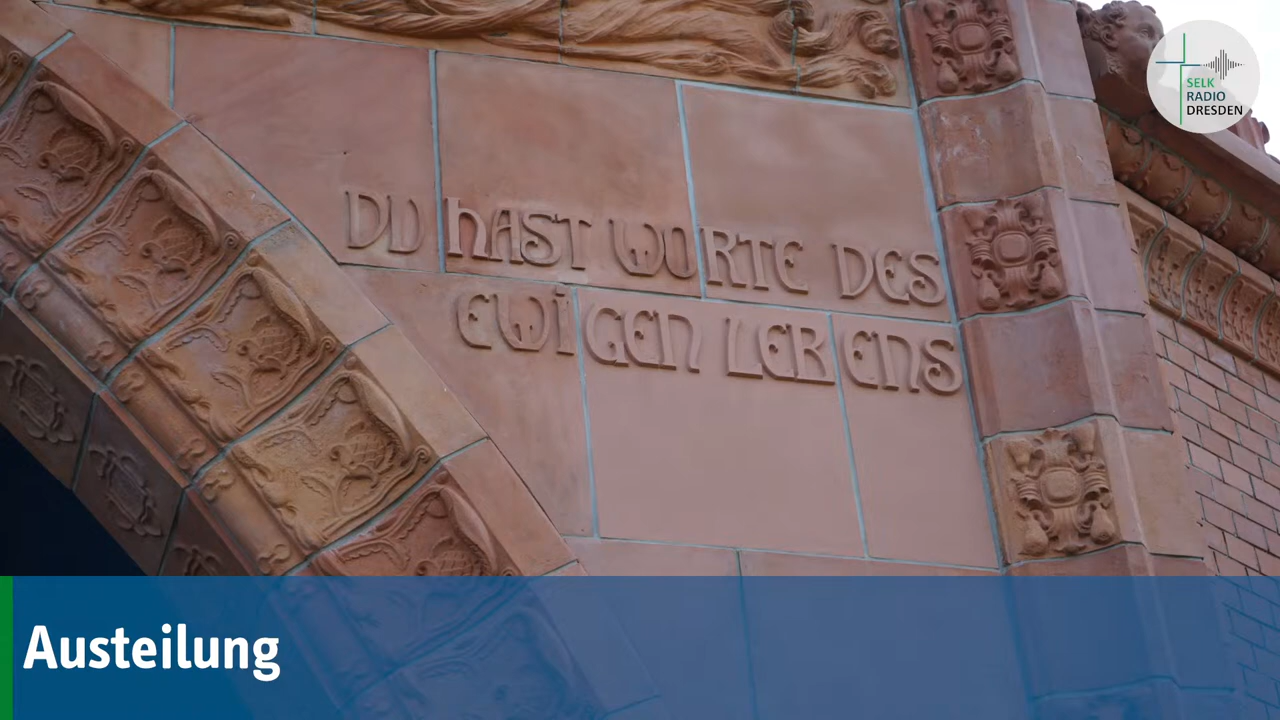 SELK
RADIO
DRESDEN
DU HAST WORTE DES
EWIGEN LEBENS
Austeilung